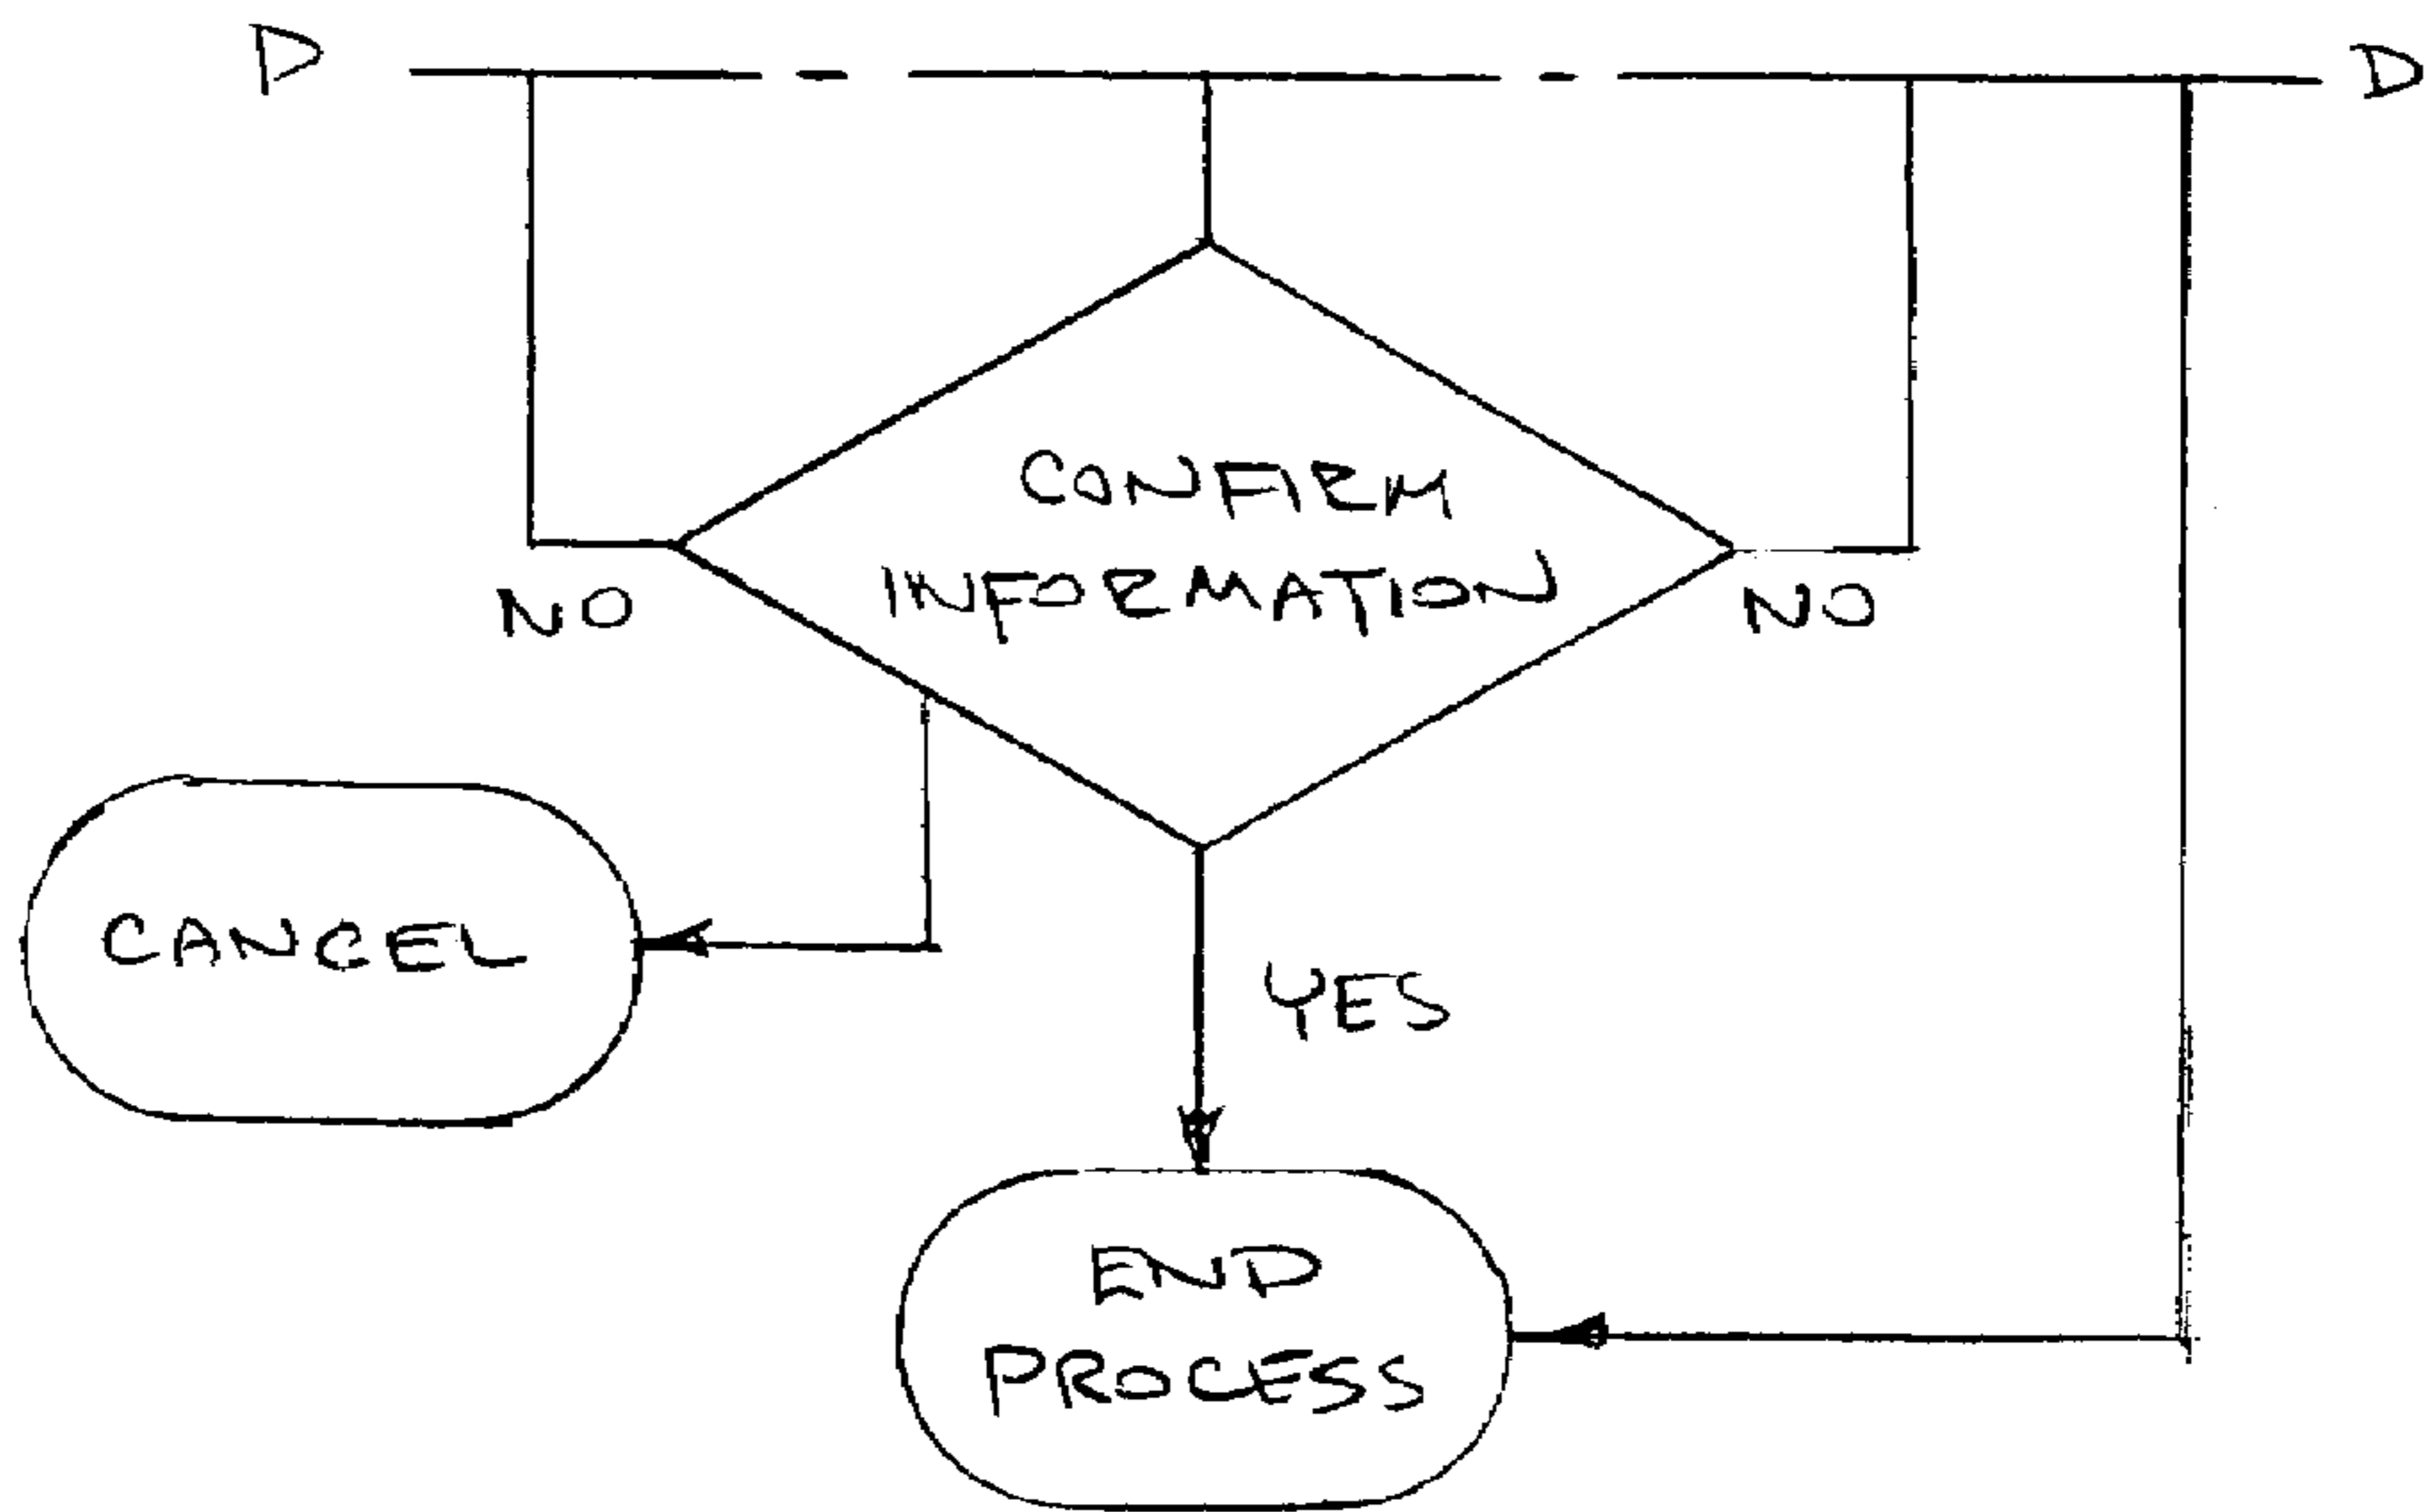 D D
CONFIRM
INFORMATION
NO NO
CANCEL
YES
END
PROCESS